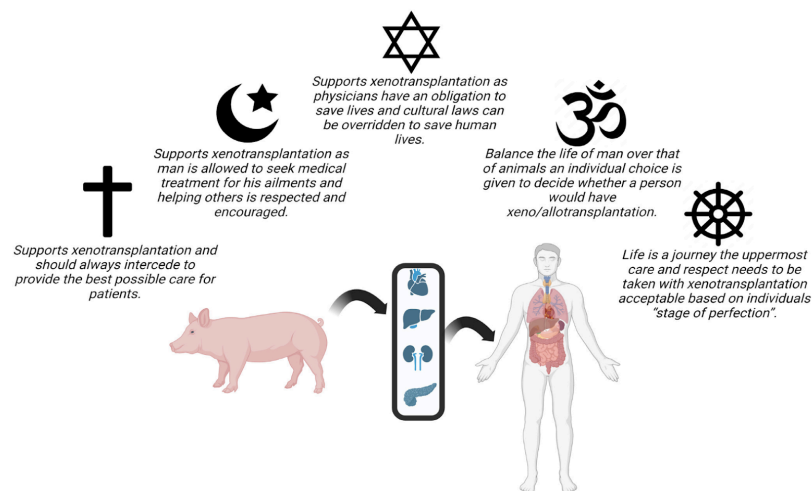 Supports xenotransplantation as
physicians have an obligation to
save lives and cultural laws can
be overridden to save human
lives.
Supports xenotransplantation as
man is allowed to seek medical
treatment for his ailments and
helping others is respected and
encouraged.
Balance the life of man over that
of animals an individual choice is
given to decide whether a person
would have
xeno/allotransplantation.
Supports xenotransplantation and
should always intercede to
provide the best possible care for
patients.
Life is a journey the uppermost
care and respect needs to be
taken with xenotransplantation
acceptable based on individuals
“stage of perfection”.